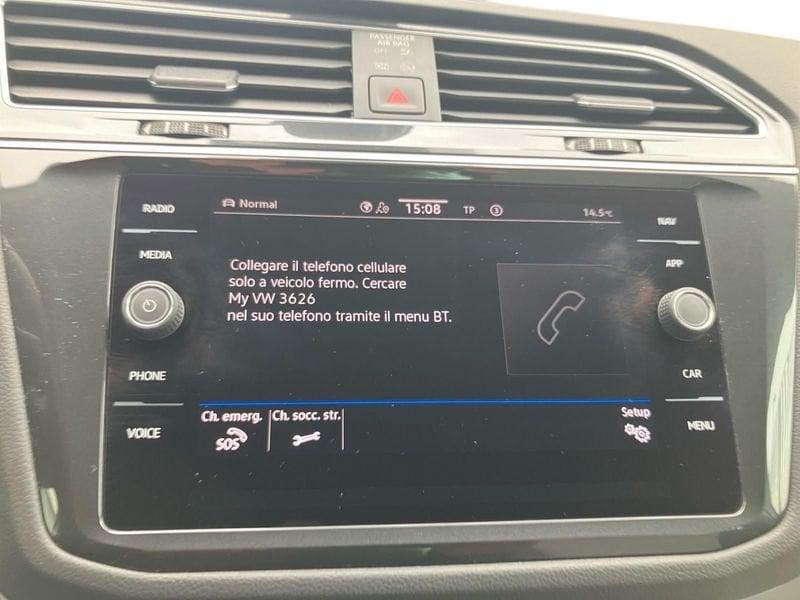 PASSENGER
AIR BAG
OFF
RADIO
Normal
15:08
TP
3
14.5°C
NAV
MEDIA
APP
Collegare il telefono cellulare
solo a veicolo fermo. Cercare
My VW 3626
nel suo telefono tramite il menu BT.
PHONE
CAR
VOICE
Ch. emerg.
Ch. socc. str.
Setup
MENU
SOS